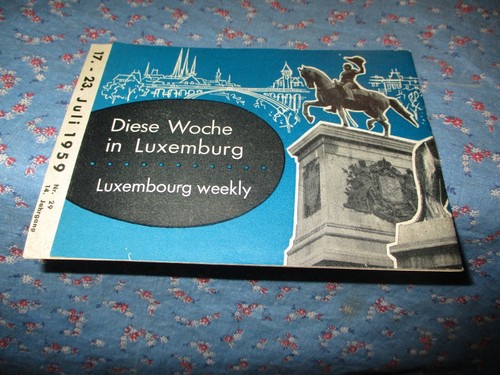 17. - 23. Juli 1959
Nr. 29
14. Jahrgang
Diese Woche
in Luxemburg
Luxembourg weekly